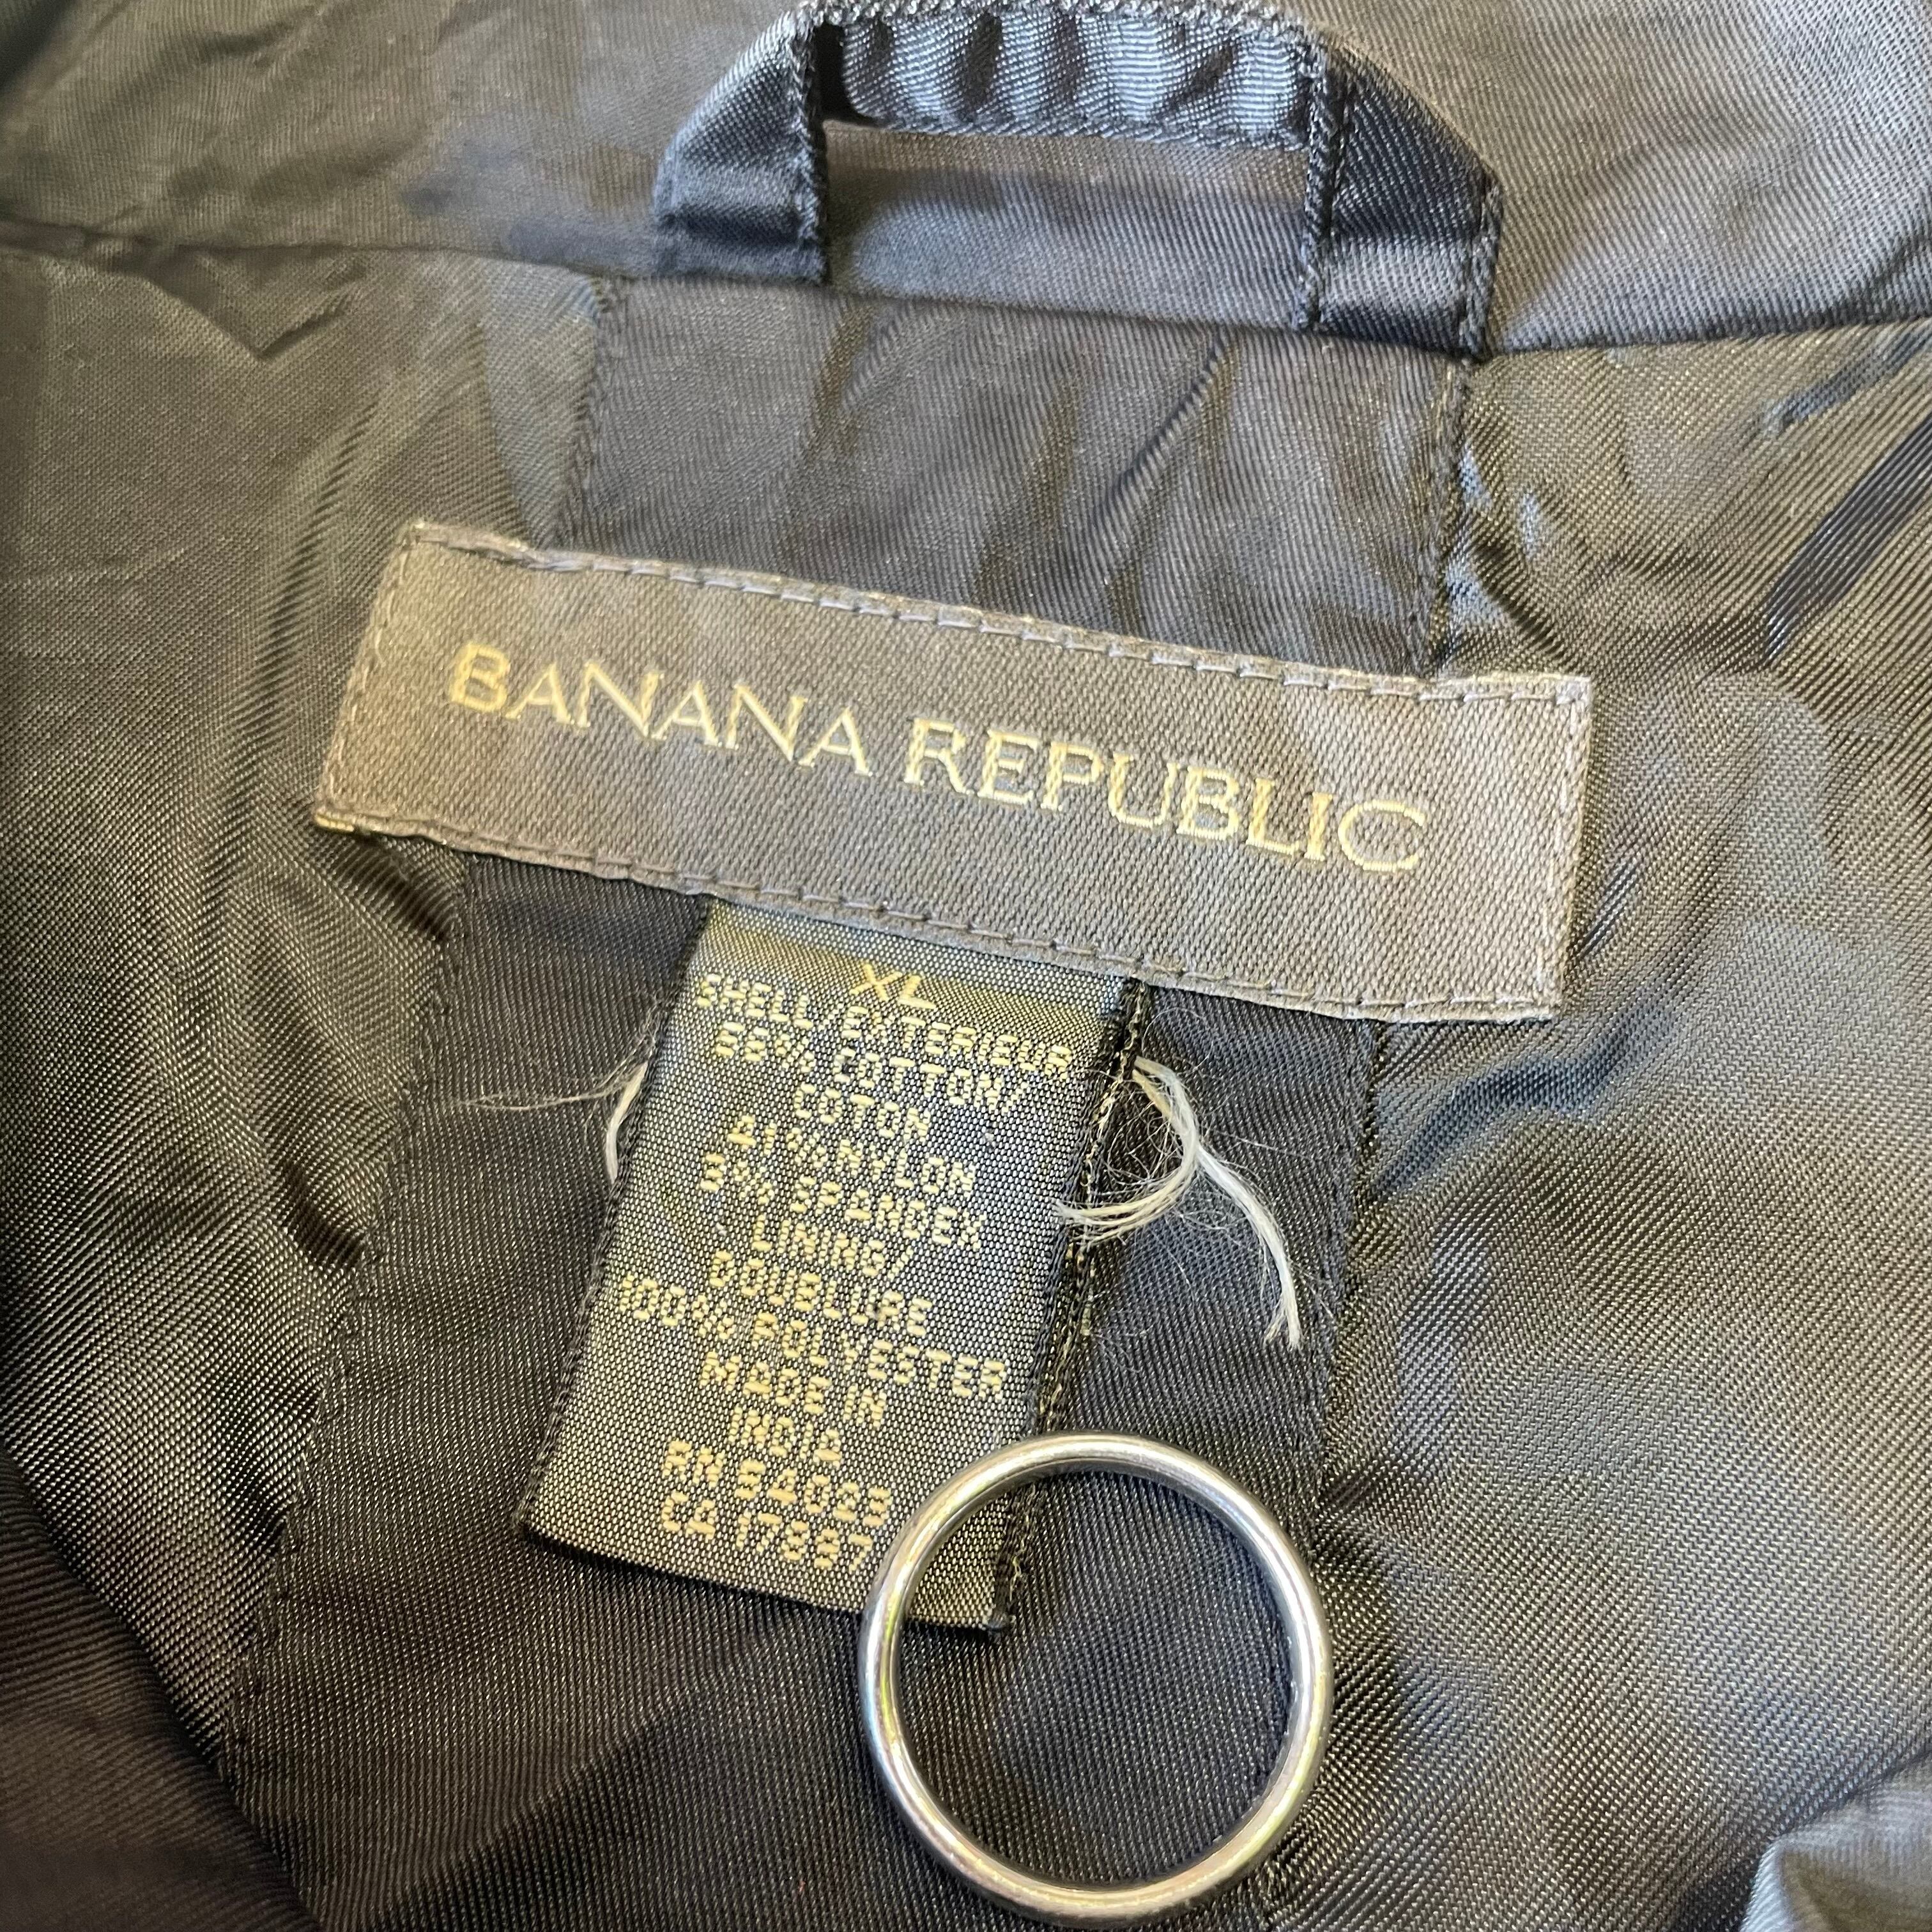 BANANA REPUBLIC
XL
SHELL/EXTERIEUR
COTTON/
COTON
NYLON
3% SPANDEX
LINING/
DOUBLURE
100% POLYESTER
MADE IN
INDIA
RN 54023
CA 17897